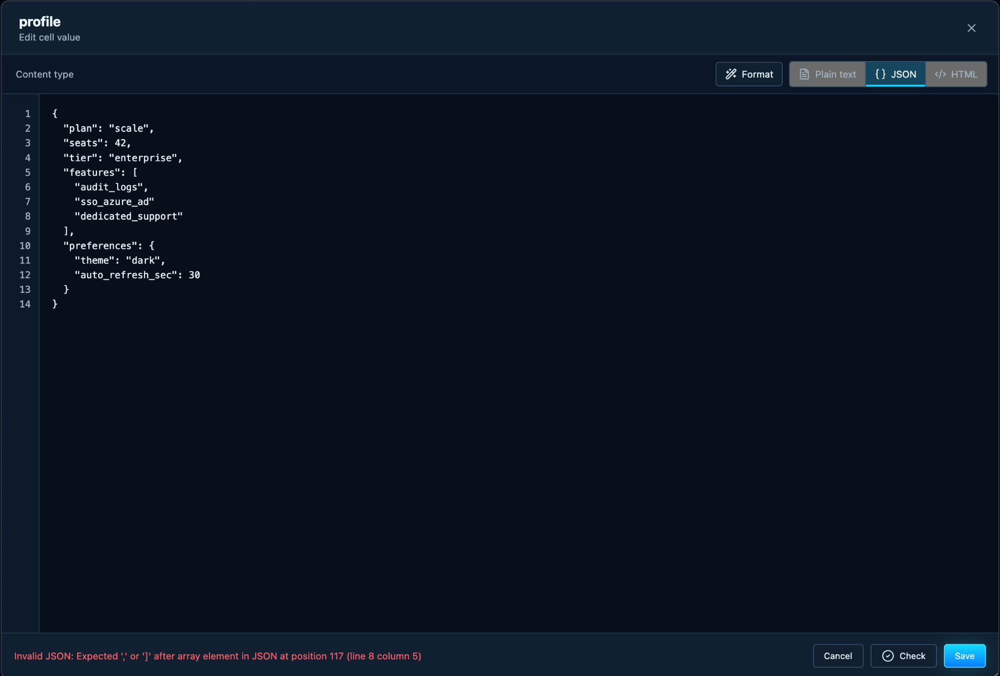 profile
Edit cell value
Content type
Format
Plain text
{ } JSON
</> HTML
1 {
2   "plan": "scale",
3   "seats": 42,
4   "tier": "enterprise",
5   "features": [
6     "audit_logs",
7     "sso_azure_ad"
8     "dedicated_support"
9   ],
10   "preferences": {
11     "theme": "dark",
12     "auto_refresh_sec": 30
13   }
14 }
Invalid JSON: Expected ',' or ']' after array element in JSON at position 117 (line 8 column 5)
Cancel
Check
Save